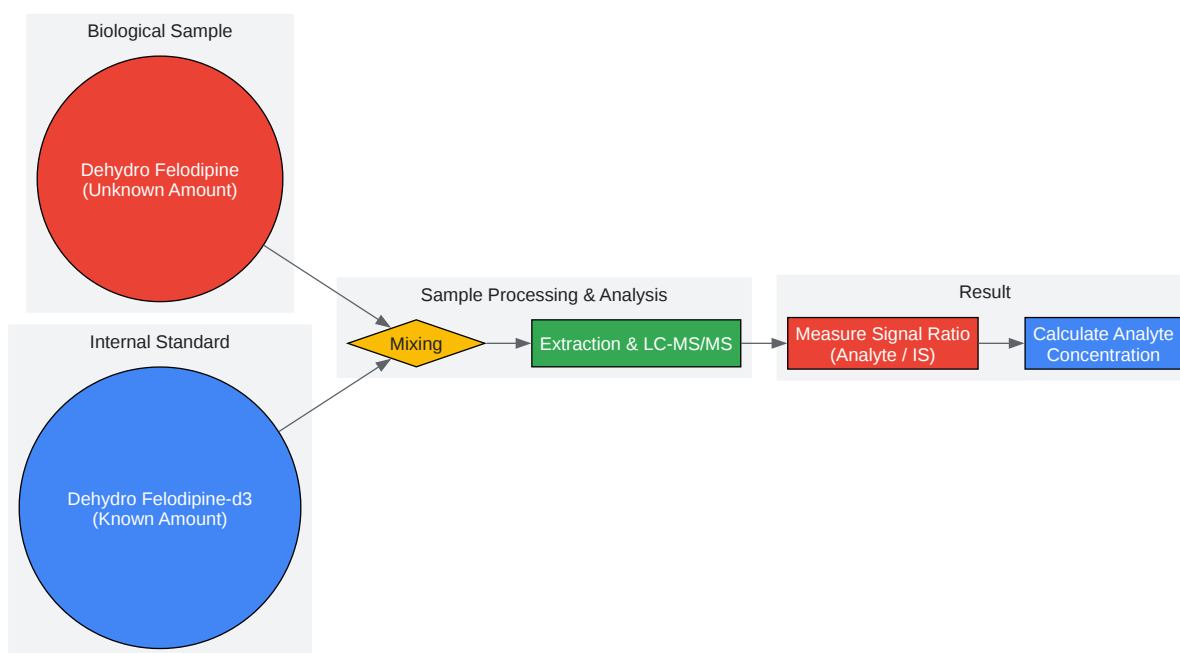 Biological Sample
Dehydro Felodipine
(Unknown Amount)
Internal Standard
Dehydro Felodipine-d3
(Known Amount)
Sample Processing & Analysis
Mixing
Extraction & LC-MS/MS
Result
Measure Signal Ratio
(Analyte / IS)
Calculate Analyte
Concentration